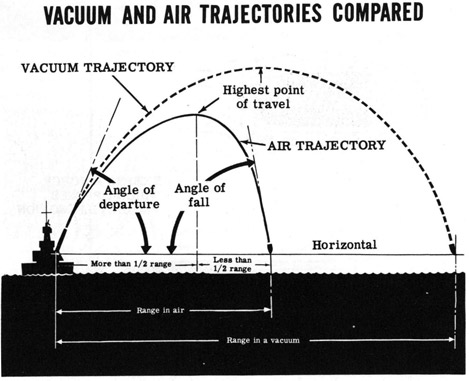 VACUUM AND AIR TRAJECTORIES COMPARED
VACUUM TRAJECTORY
Highest point
of travel
AIR TRAJECTORY
Angle of
departure
Angle of
fall
Horizontal
More than 1/2 range
Less than
1/2 range
Range in air
Range in a vacuum